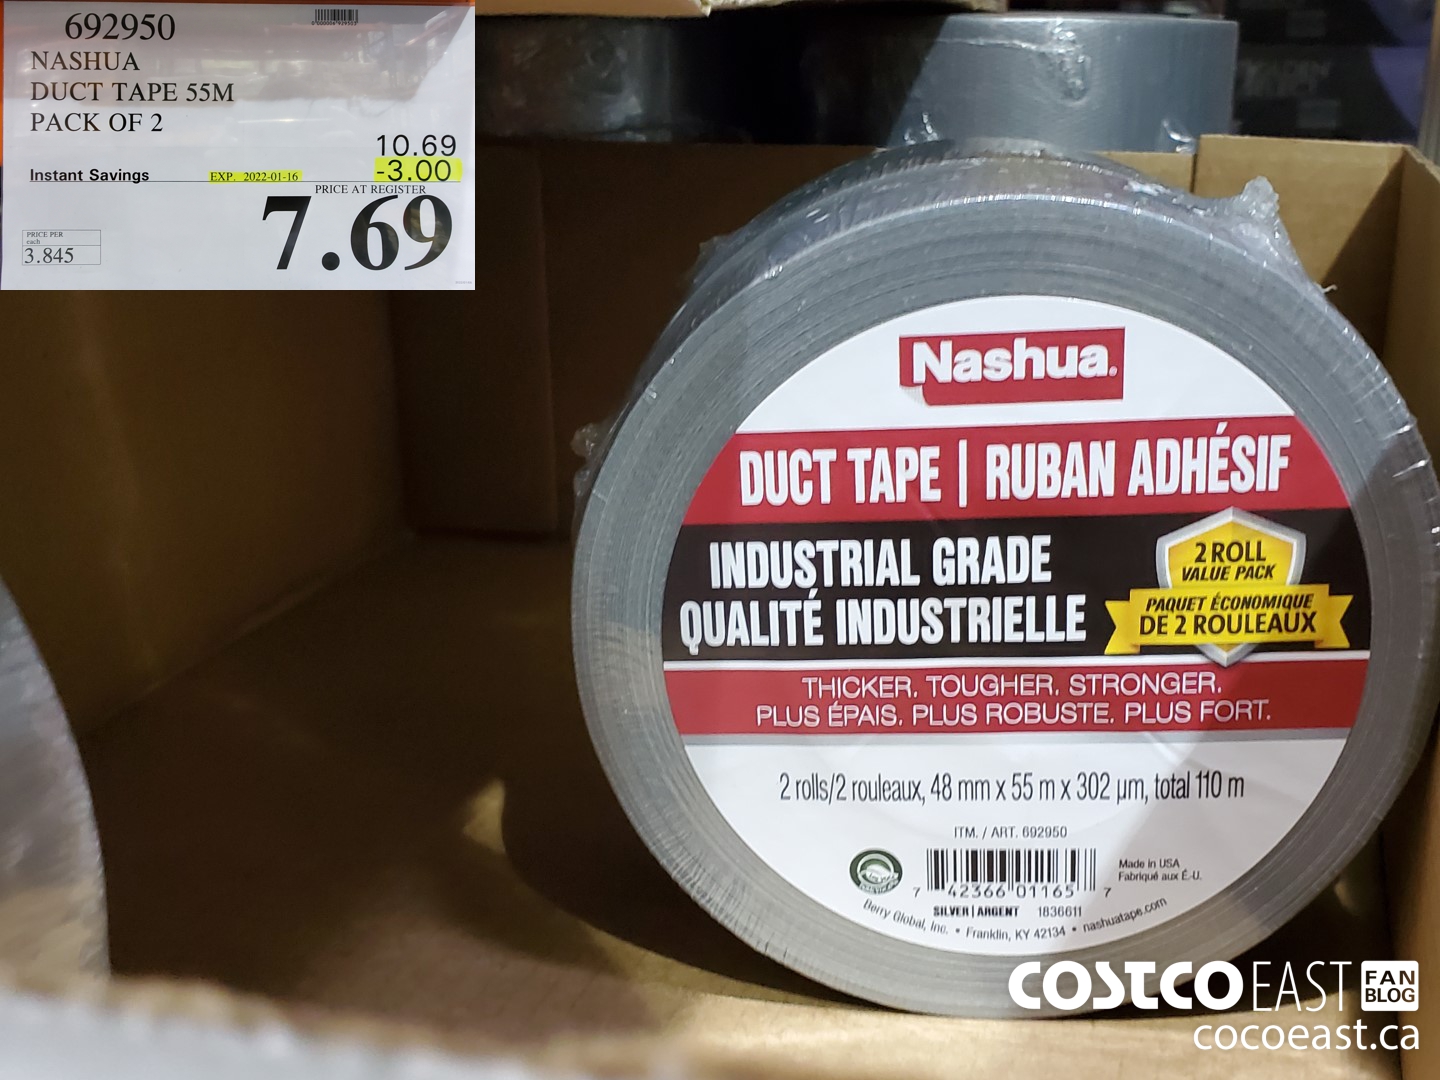 692950
NASHUA
DUCT TAPE 55M
PACK OF 2
10.69
Instant Savings EXP. 2022-01-16 -3.00
PRICE AT REGISTER
7.69
PRICE PER
each
3.845
Nashua.
DUCT TAPE | RUBAN ADHÉSIF
INDUSTRIAL GRADE
QUALITÉ INDUSTRIELLE
2 ROLL
VALUE PACK
PAQUET ÉCONOMIQUE
DE 2 ROULEAUX
THICKER. TOUGHER. STRONGER.
PLUS ÉPAIS. PLUS ROBUSTE. PLUS FORT.
2 rolls/2 rouleaux, 48 mm x 55 m x 302 µm, total 110 m
ITM. / ART. 692950
Made in USA
Fabriqué aux É.-U.
7 42366 01165 7
SILVER | ARGENT 1836611
Berry Global, Inc. • Franklin, KY 42134 • nashuatape.com
COSTCO EAST FAN BLOG
cocoeast.ca